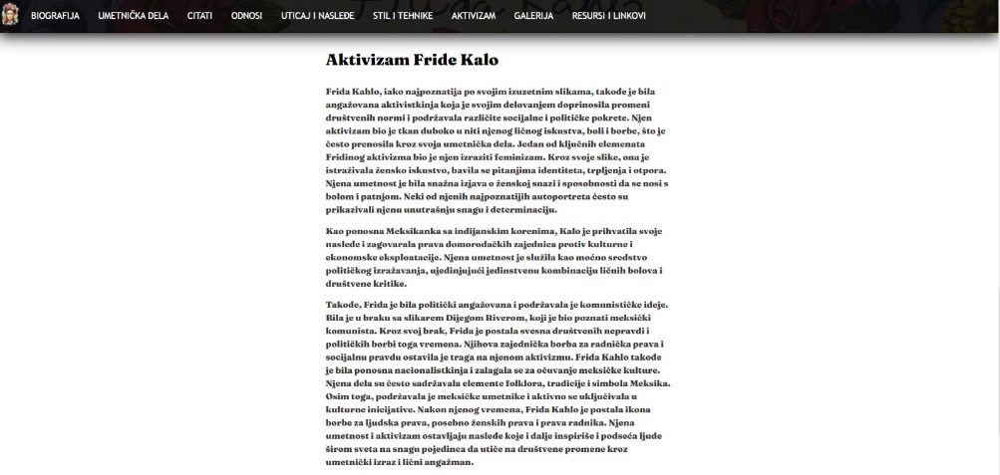 BIOGRAFIJA UMETNIČKA DELA CITATI ODNOSI UTICAJ I NASLEĐE STIL I TEHNIKE AKTIVIZAM GALERIJA RESURSI I LINKOVI
Aktivizam Fride Kalo
Frida Kahlo, iako najpoznatija po svojim izuzetnim slikama, takođe je bila
angažovana aktivistkinja koja je svojim delovanjem doprinosila promeni
društvenih normi i podržavala različite socijalne i političke pokrete. Njen
aktivizam bio je tkan duboko u niti njenog ličnog iskustva, boli i borbe, što je
često prenosila kroz svoja umetnička dela. Jedan od ključnih elemenata
Fridinog aktivizma bio je njen izraziti feminizam. Kroz svoje slike, ona je
istraživala žensko iskustvo, bavila se pitanjima identiteta, trpljenja i otpora.
Njena umetnost je bila snažna izjava o ženskoj snazi i sposobnosti da se nosi s
bolom i patnjom. Neki od njenih najpoznatijih autoportreta često su
prikazivali njenu unutrašnju snagu i determinaciju.
Kao ponosna Meksikanka sa indijanskim korenima, Kalo je prihvatila svoje
nasleđe i zagovarala prava domorodačkih zajednica protiv kulturne i
ekonomske eksploatacije. Njena umetnost je služila kao moćno sredstvo
političkog izražavanja, ujedinjujući jedinstvenu kombinaciju ličnih bolova i
društvene kritike.
Takođe, Frida je bila politički angažovana i podržavala je komunističke ideje.
Bila je u braku sa slikarem Dijegom Riverom, koji je bio poznati meksički
komunista. Kroz svoj brak, Frida je postala svesna društvenih nepravdi i
političkih borbi toga vremena. Njihova zajednička borba za radnička prava i
socijalnu pravdu ostavila je traga na njenom aktivizmu. Frida Kahlo takođe
je bila ponosna nacionalistkinja i zalagala se za očuvanje meksičke kulture.
Njena dela su često sadržavala elemente folklora, tradicije i simbola Meksika.
Osim toga, podržavala je meksičke umetnike i aktivno se uključivala u
kulturne inicijative. Nakon njenog vremena, Frida Kahlo je postala ikona
borbe za ljudska prava, posebno ženskih prava i prava radnika. Njena
umetnost i aktivizam ostavljaju nasleđe koje i dalje inspiriše i podseća ljude
širom sveta na snagu pojedinca da utiče na društvene promene kroz
umetnički izraz i lični angažman.